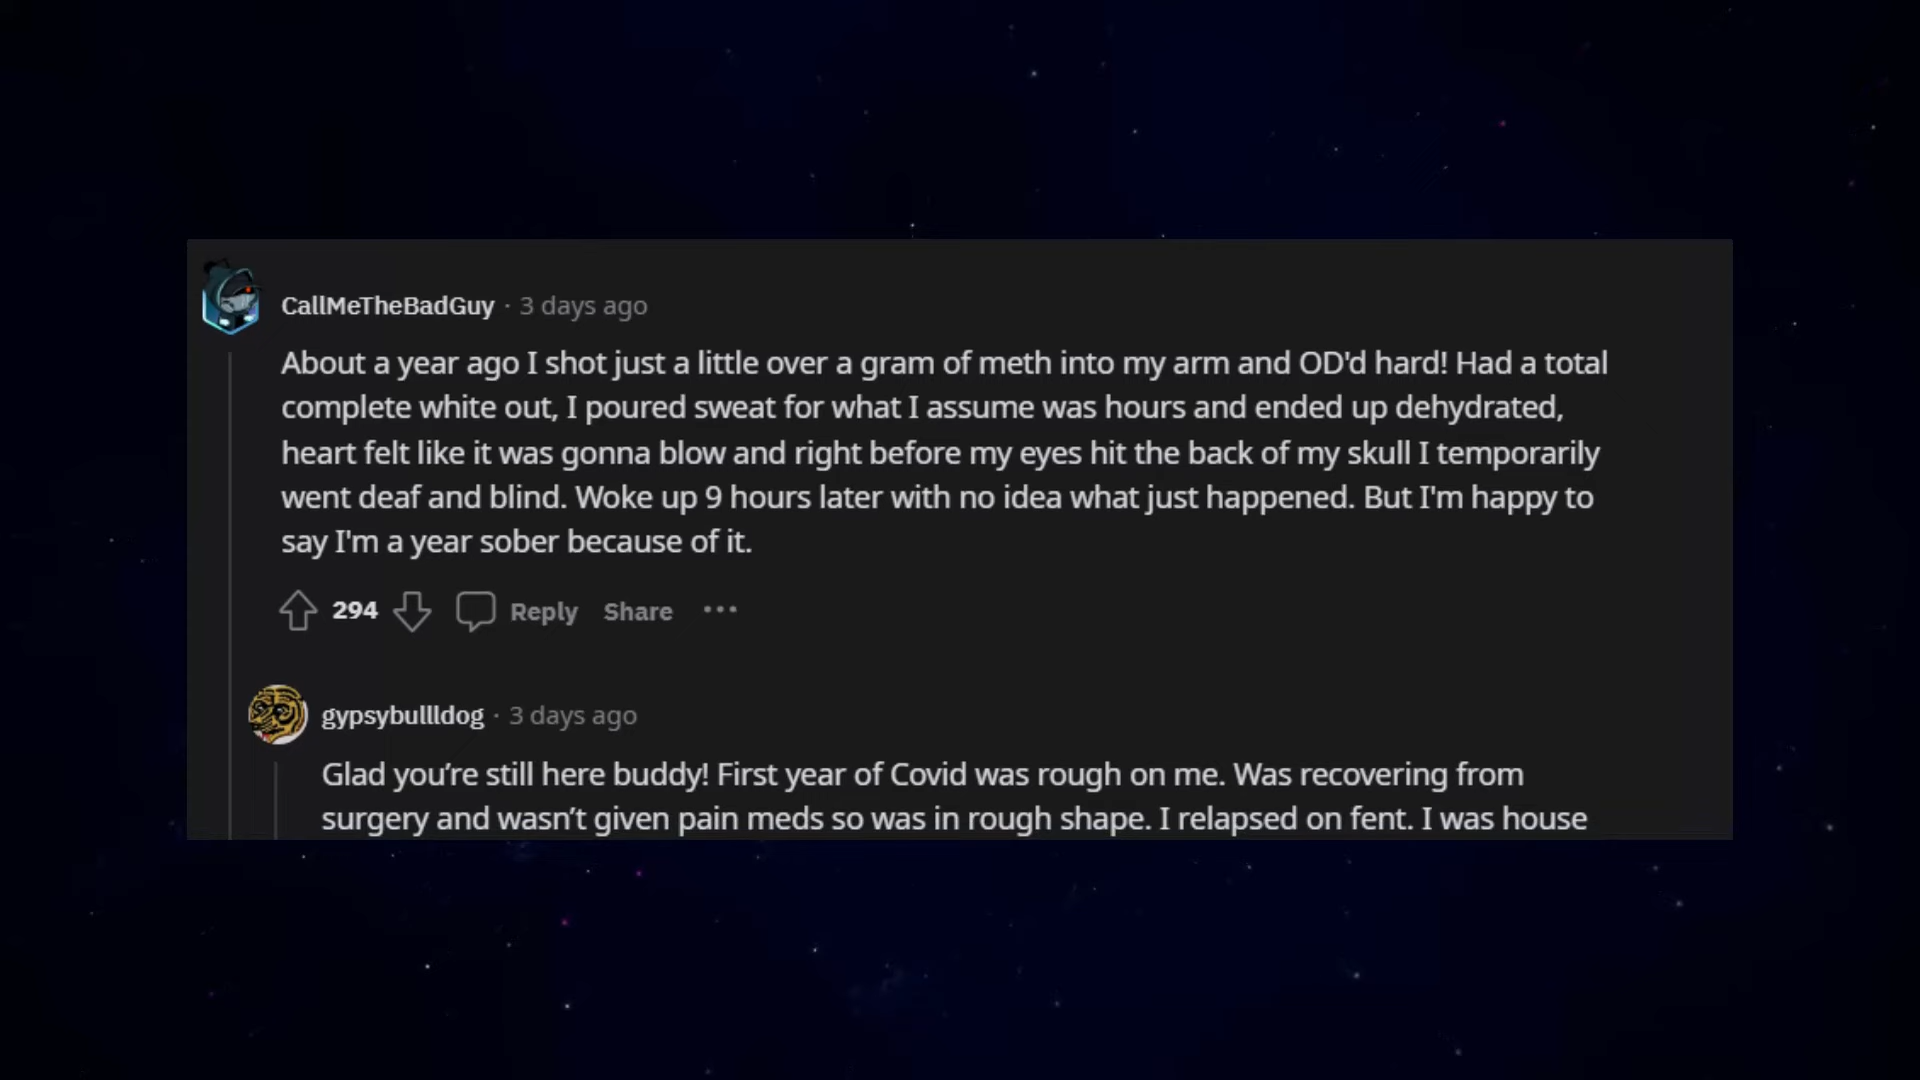 CallMeTheBadGuy · 3 days ago
About a year ago I shot just a little over a gram of meth into my arm and OD'd hard! Had a total
complete white out, I poured sweat for what I assume was hours and ended up dehydrated,
heart felt like it was gonna blow and right before my eyes hit the back of my skull I temporarily
went deaf and blind. Woke up 9 hours later with no idea what just happened. But I'm happy to
say I'm a year sober because of it.
294 Reply Share ···
gypsybullldog · 3 days ago
Glad you’re still here buddy! First year of Covid was rough on me. Was recovering from
surgery and wasn’t given pain meds so was in rough shape. I relapsed on fent. I was house